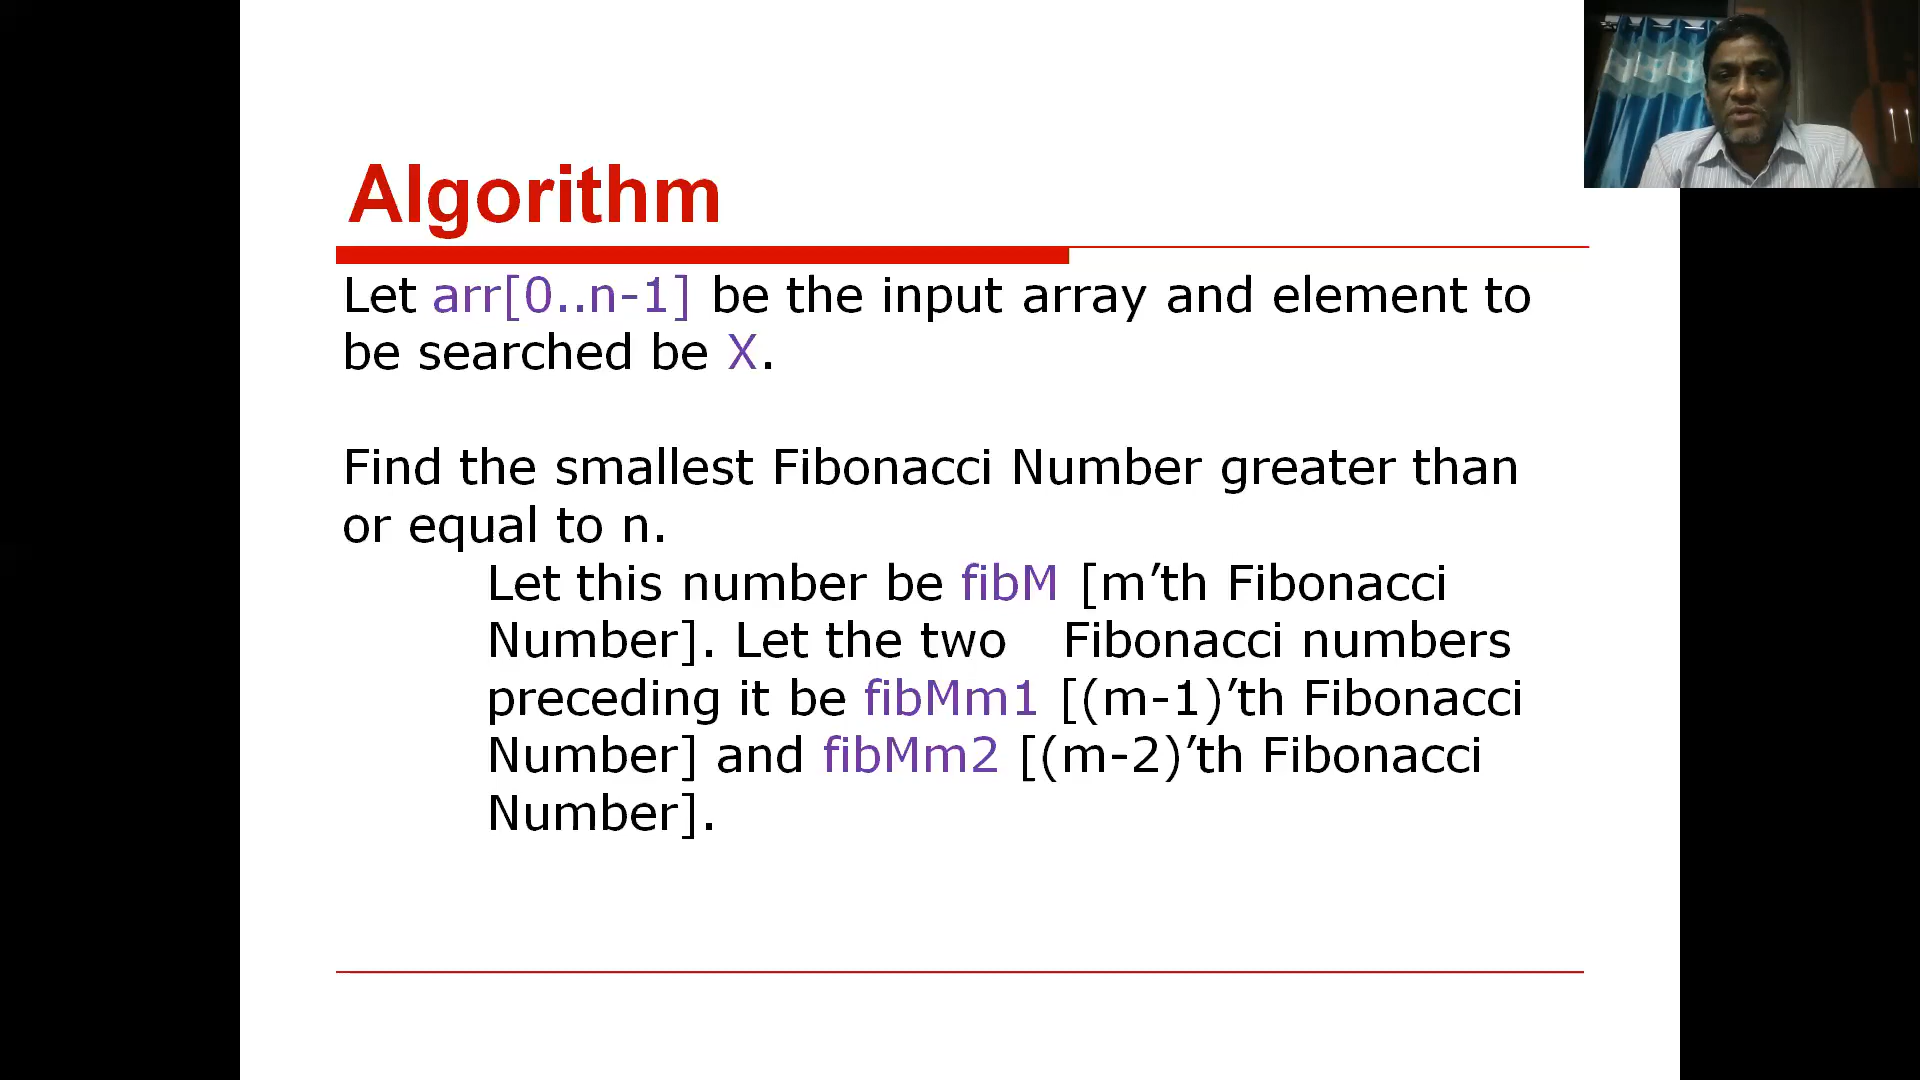 Algorithm
Let arr[0..n-1] be the input array and element to
be searched be X.
Find the smallest Fibonacci Number greater than
or equal to n.
Let this number be fibM [m’th Fibonacci
Number]. Let the two Fibonacci numbers
preceding it be fibMm1 [(m-1)’th Fibonacci
Number] and fibMm2 [(m-2)’th Fibonacci
Number].